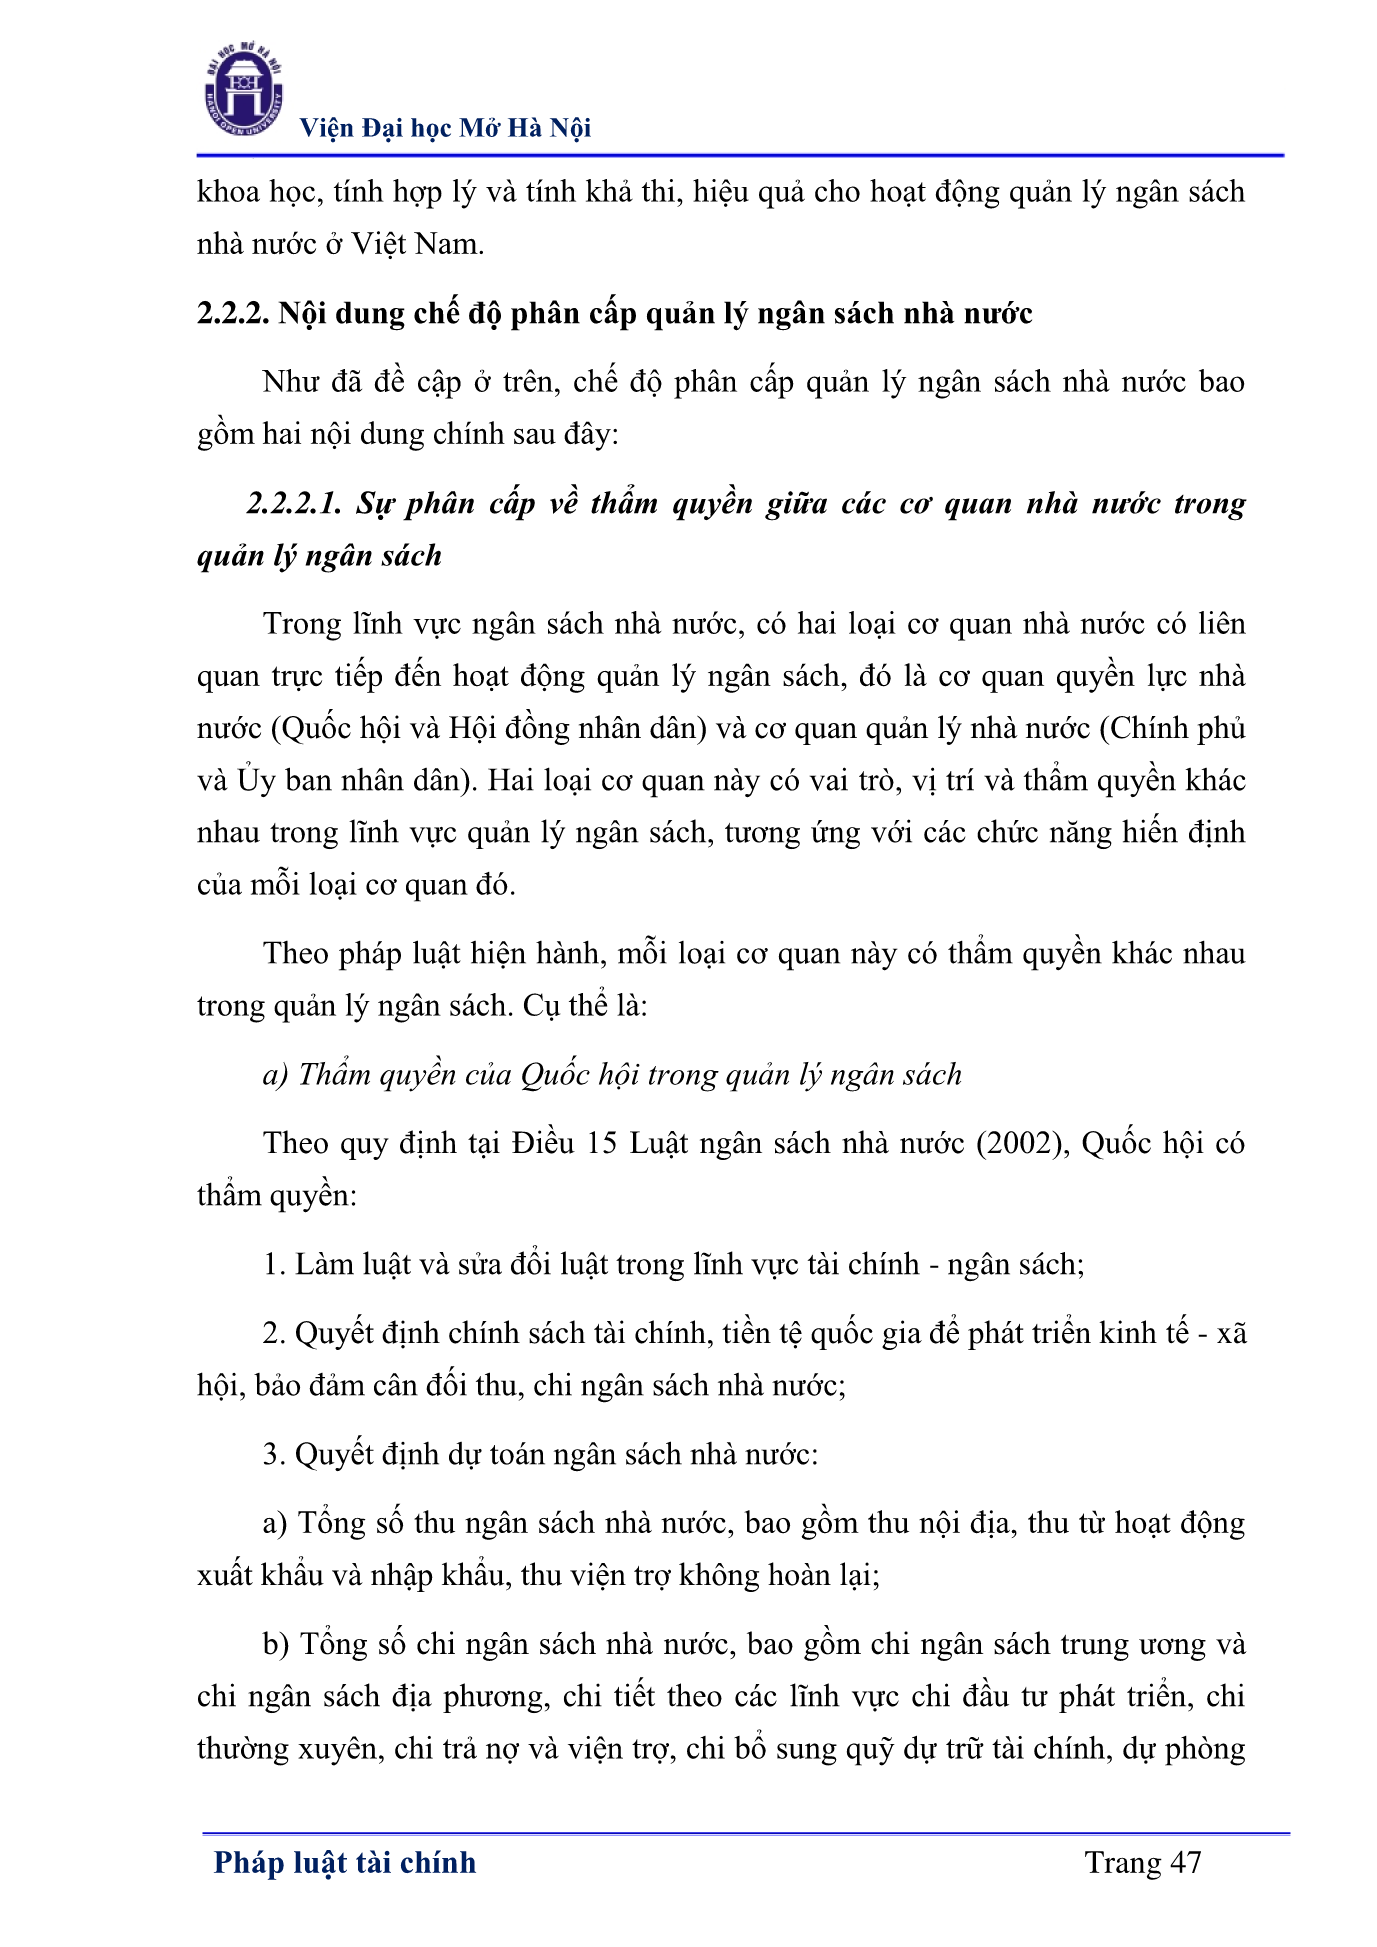 ĐẠI HỌC MỞ HÀ NỘI
HANOI OPEN UNIVERSITY
Viện Đại học Mở Hà Nội
khoa học, tính hợp lý và tính khả thi, hiệu quả cho hoạt động quản lý ngân sách
nhà nước ở Việt Nam.
2.2.2. Nội dung chế độ phân cấp quản lý ngân sách nhà nước
Như đã đề cập ở trên, chế độ phân cấp quản lý ngân sách nhà nước bao
gồm hai nội dung chính sau đây:
2.2.2.1. Sự phân cấp về thẩm quyền giữa các cơ quan nhà nước trong
quản lý ngân sách
Trong lĩnh vực ngân sách nhà nước, có hai loại cơ quan nhà nước có liên
quan trực tiếp đến hoạt động quản lý ngân sách, đó là cơ quan quyền lực nhà
nước (Quốc hội và Hội đồng nhân dân) và cơ quan quản lý nhà nước (Chính phủ
và Ủy ban nhân dân). Hai loại cơ quan này có vai trò, vị trí và thẩm quyền khác
nhau trong lĩnh vực quản lý ngân sách, tương ứng với các chức năng hiến định
của mỗi loại cơ quan đó.
Theo pháp luật hiện hành, mỗi loại cơ quan này có thẩm quyền khác nhau
trong quản lý ngân sách. Cụ thể là:
a) Thẩm quyền của Quốc hội trong quản lý ngân sách
Theo quy định tại Điều 15 Luật ngân sách nhà nước (2002), Quốc hội có
thẩm quyền:
1. Làm luật và sửa đổi luật trong lĩnh vực tài chính - ngân sách;
2. Quyết định chính sách tài chính, tiền tệ quốc gia để phát triển kinh tế - xã
hội, bảo đảm cân đối thu, chi ngân sách nhà nước;
3. Quyết định dự toán ngân sách nhà nước:
a) Tổng số thu ngân sách nhà nước, bao gồm thu nội địa, thu từ hoạt động
xuất khẩu và nhập khẩu, thu viện trợ không hoàn lại;
b) Tổng số chi ngân sách nhà nước, bao gồm chi ngân sách trung ương và
chi ngân sách địa phương, chi tiết theo các lĩnh vực chi đầu tư phát triển, chi
thường xuyên, chi trả nợ và viện trợ, chi bổ sung quỹ dự trữ tài chính, dự phòng
Pháp luật tài chính
Trang 47